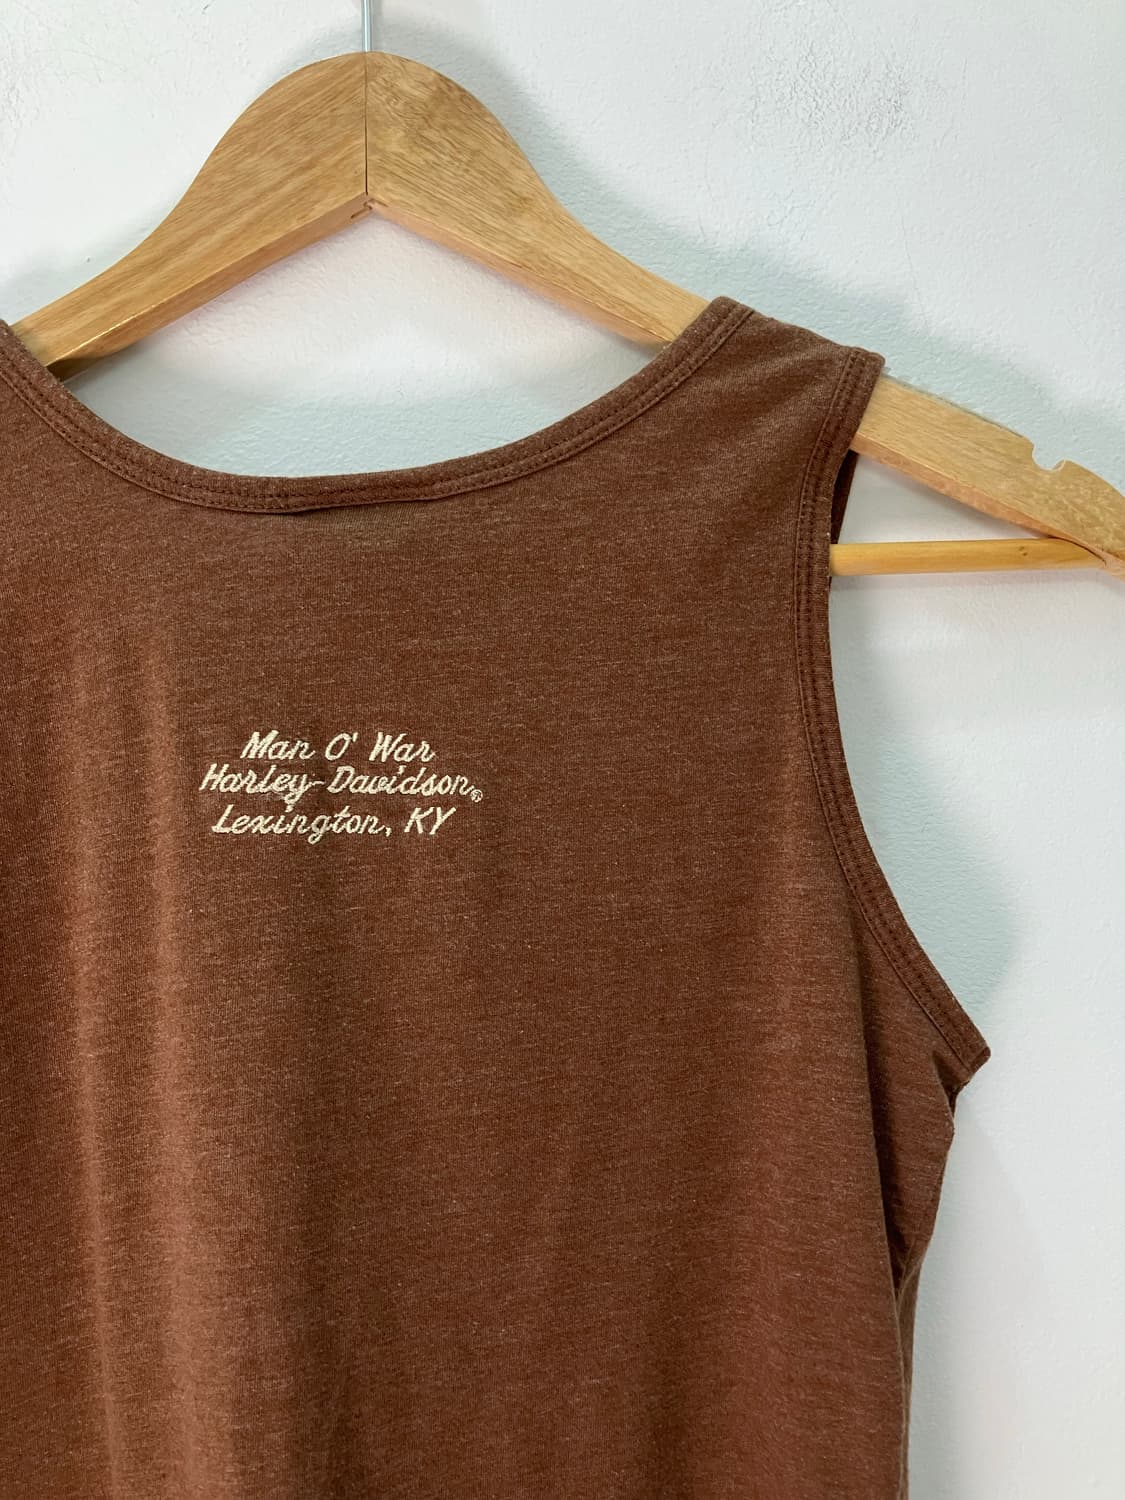 Man O' War
Harley-Davidson®
Lexington, KY